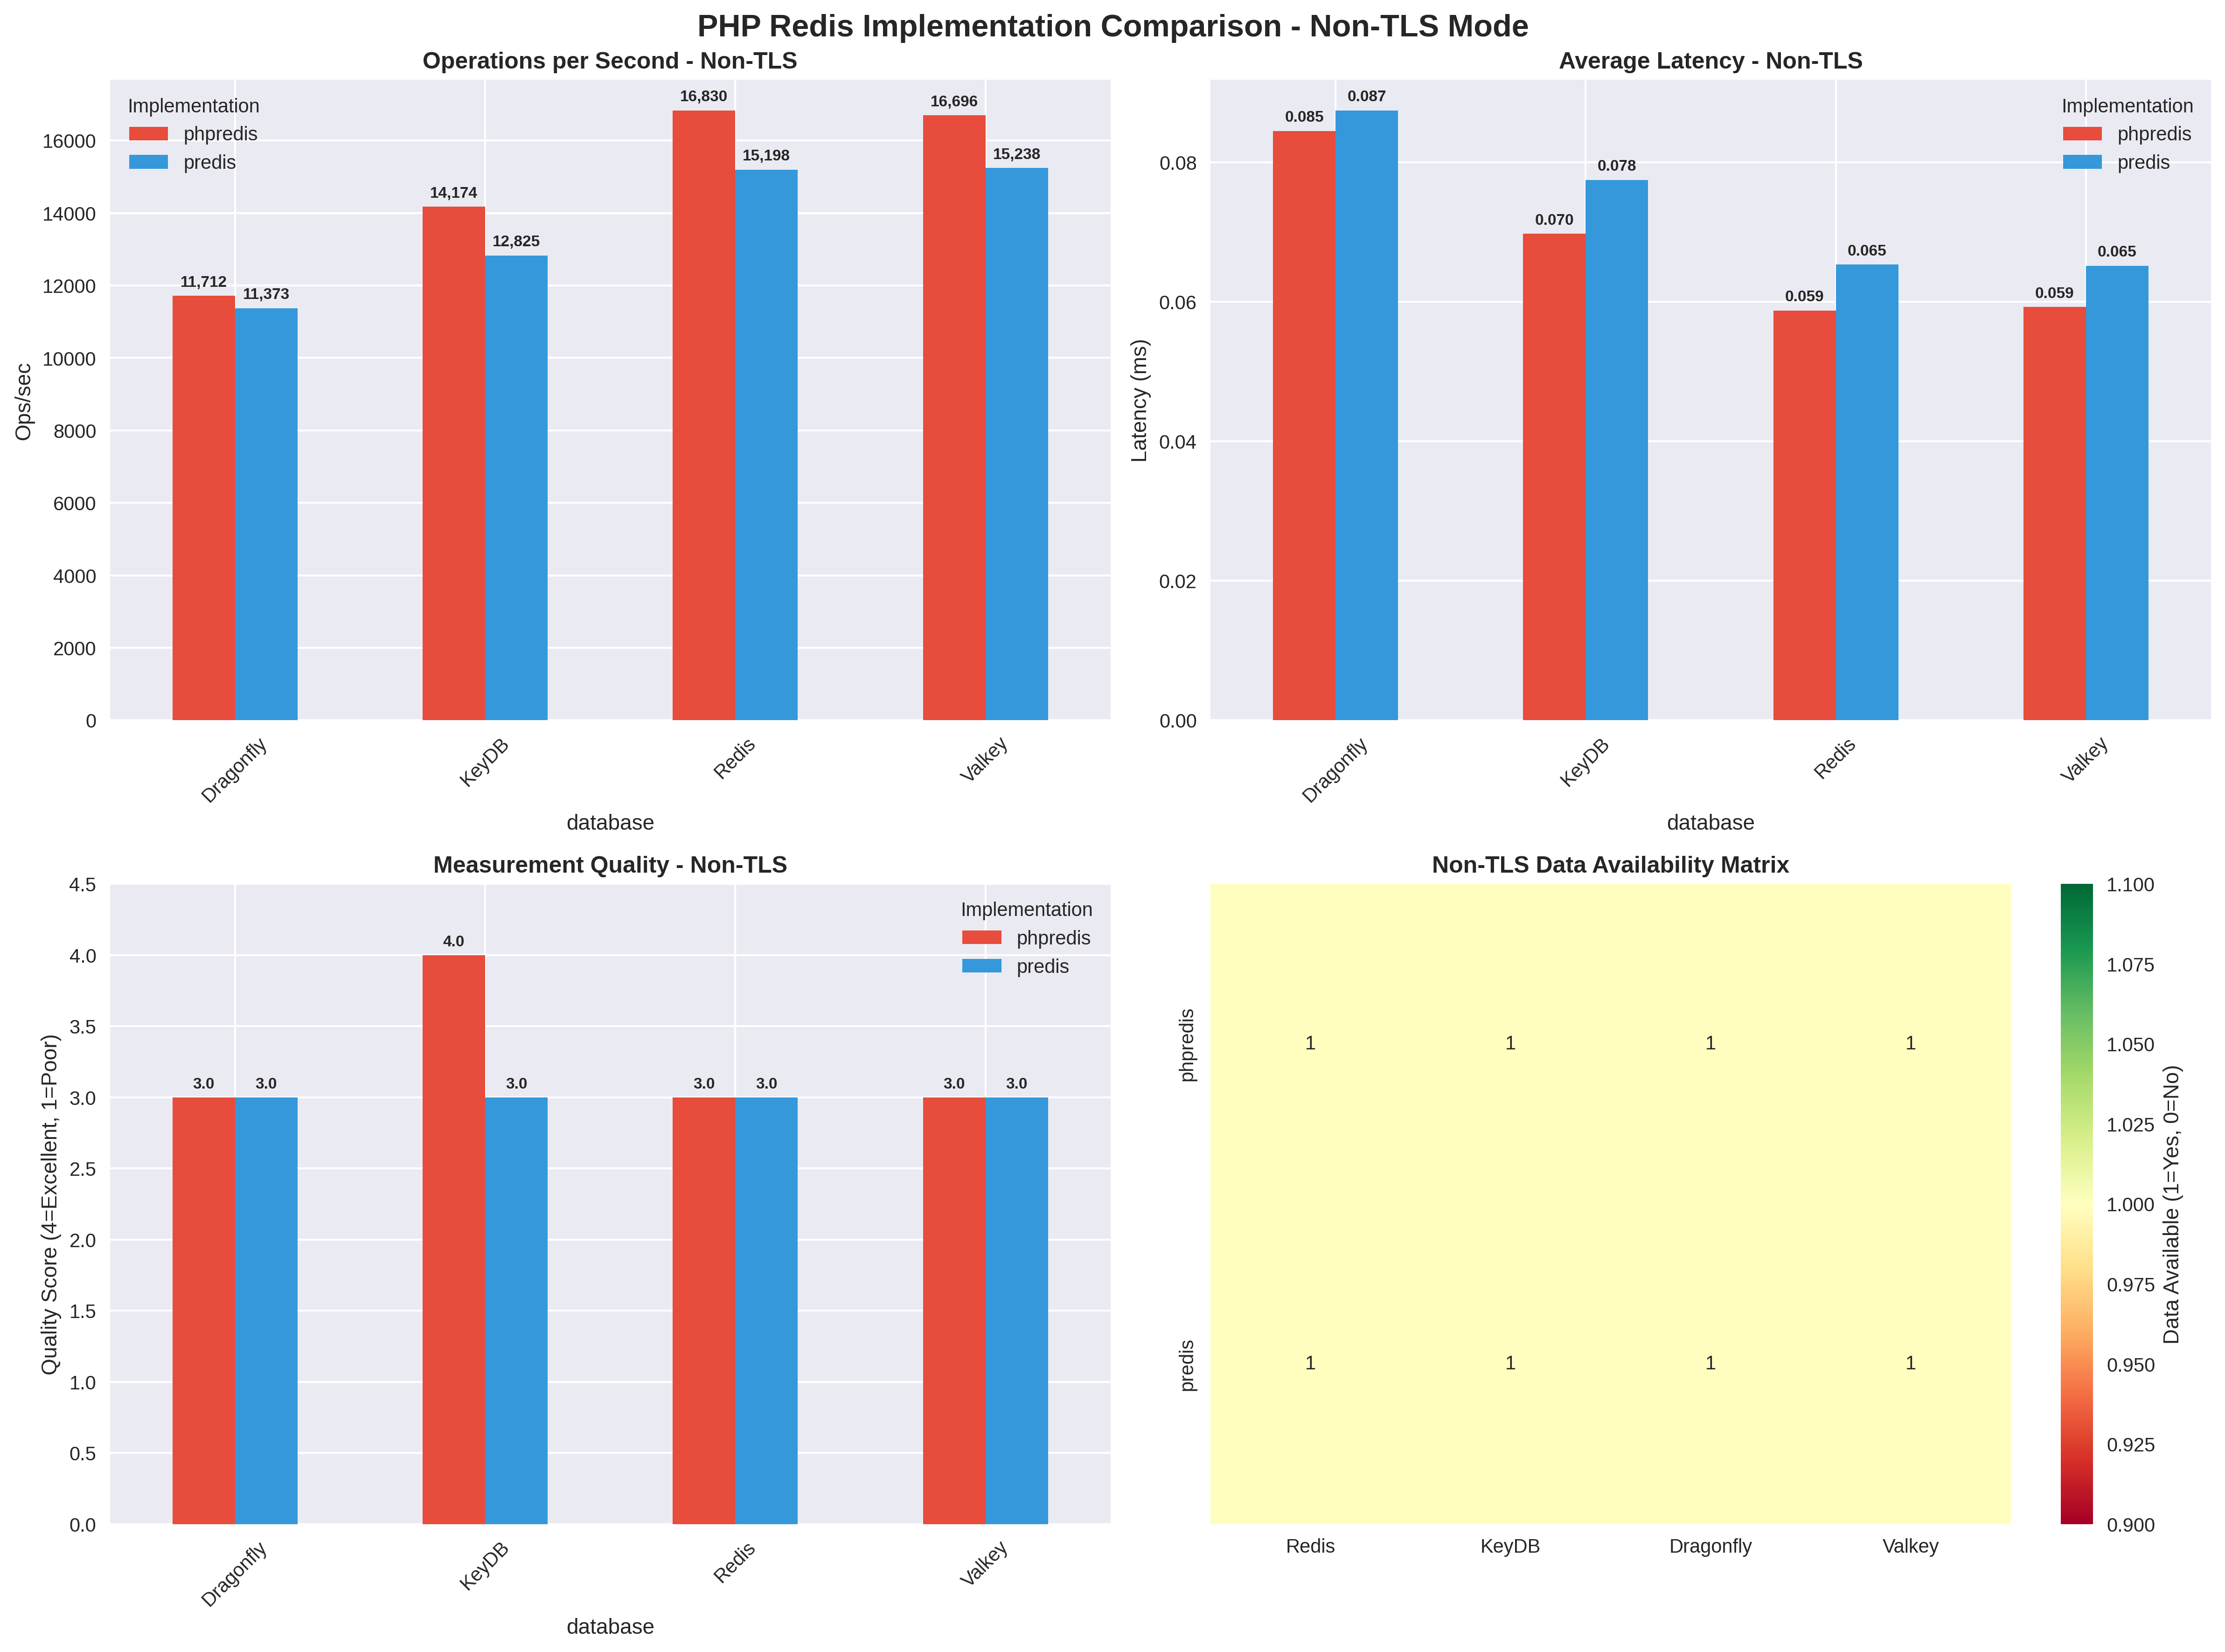 PHP Redis Implementation Comparison - Non-TLS Mode
Operations per Second - Non-TLS
Implementation
phpredis
predis
16000
14000
12000
10000
8000
6000
4000
2000
0
Ops/sec
11,712
11,373
14,174
12,825
16,830
15,198
16,696
15,238
Dragonfly
KeyDB
Redis
Valkey
database
Average Latency - Non-TLS
Implementation
phpredis
predis
0.08
0.06
0.04
0.02
0.00
Latency (ms)
0.085
0.087
0.070
0.078
0.059
0.065
0.059
0.065
Dragonfly
KeyDB
Redis
Valkey
database
Measurement Quality - Non-TLS
Implementation
phpredis
predis
4.5
4.0
3.5
3.0
2.5
2.0
1.5
1.0
0.5
0.0
Quality Score (4=Excellent, 1=Poor)
3.0
3.0
4.0
3.0
3.0
3.0
3.0
3.0
Dragonfly
KeyDB
Redis
Valkey
database
Non-TLS Data Availability Matrix
phpredis
1 1 1 1
predis
1 1 1 1
Redis
KeyDB
Dragonfly
Valkey
1.100
1.075
1.050
1.025
1.000
0.975
0.950
0.925
0.900
Data Available (1=Yes, 0=No)